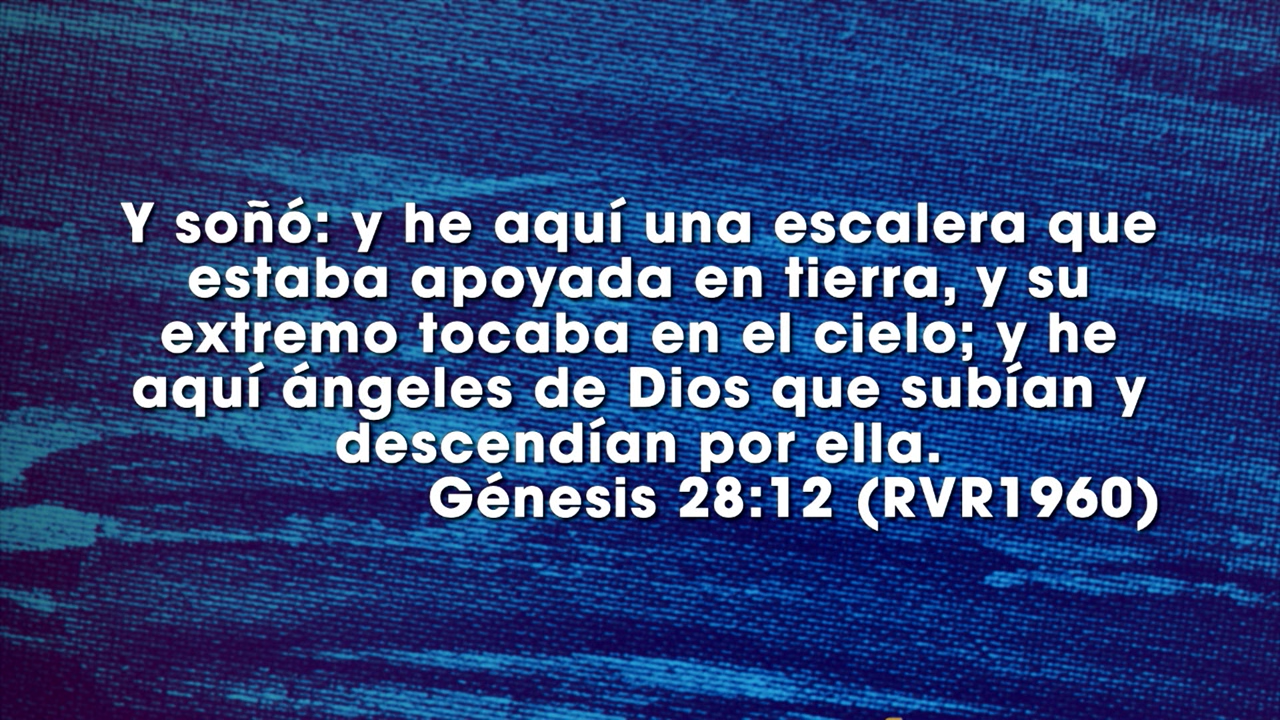 Y soñó: y he aquí una escalera que
estaba apoyada en tierra, y su
extremo tocaba en el cielo; y he
aquí ángeles de Dios que subían y
descendían por ella.
Génesis 28:12 (RVR1960)